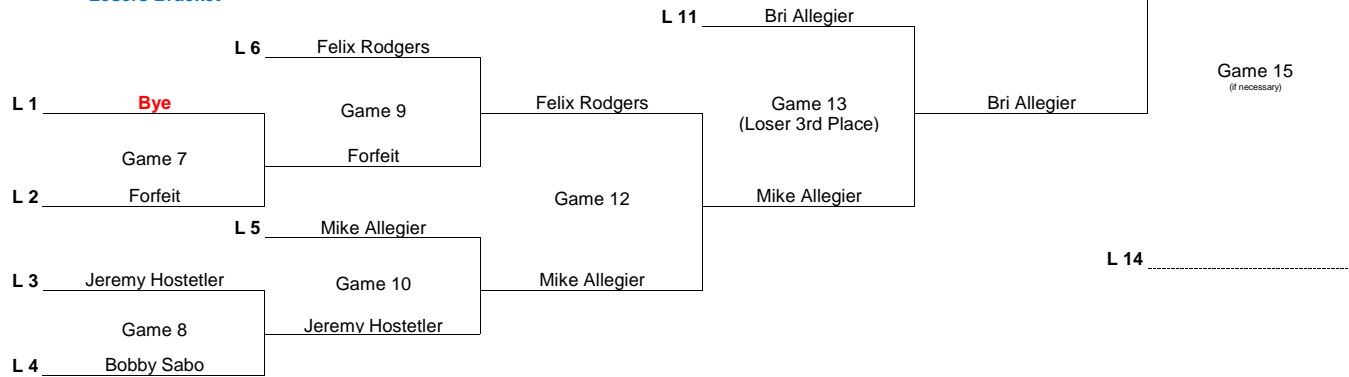 Losers Bracket
L 11 Bri Allegier
L 6 Felix Rodgers
Game 15
(if necessary)
L 1 Bye
Game 9
Felix Rodgers
Game 13
(Loser 3rd Place)
Bri Allegier
Game 7
Forfeit
L 2 Forfeit
Game 12
Mike Allegier
L 5 Mike Allegier
L 14
L 3 Jeremy Hostetler
Game 10
Mike Allegier
Game 8
Jeremy Hostetler
L 4 Bobby Sabo